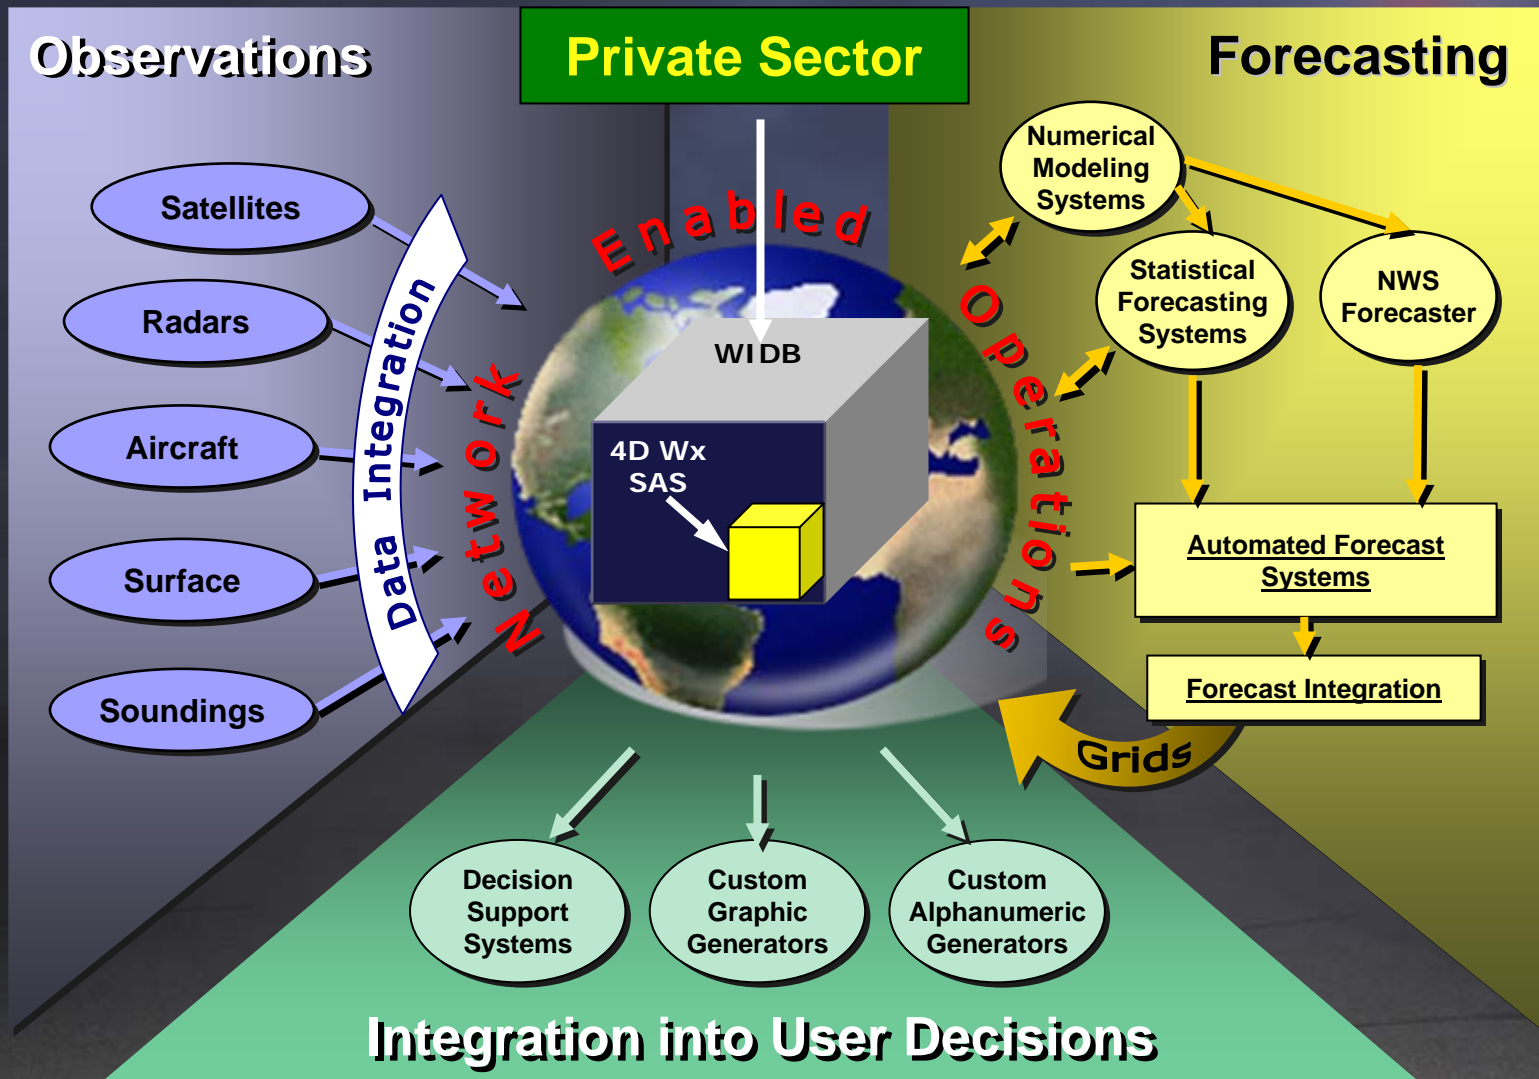 Observations
Private Sector
Forecasting
Satellites
Radars
Aircraft
Surface
Soundings
Data Integration
Network
Enabled
Operations
WIDB
4D Wx
SAS
Numerical
Modeling
Systems
Statistical
Forecasting
Systems
NWS
Forecaster
Automated Forecast
Systems
Forecast Integration
Grids
Decision
Support
Systems
Custom
Graphic
Generators
Custom
Alphanumeric
Generators
Integration into User Decisions